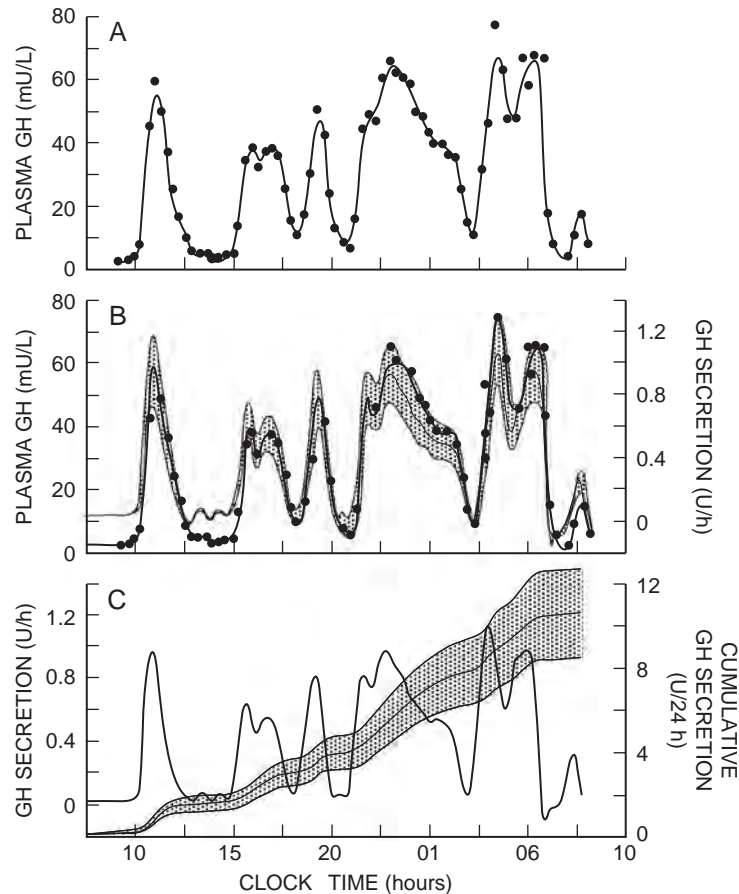 A
PLASMA GH (mU/L)
80
60
40
20
0
B
PLASMA GH (mU/L)
80
60
40
20
0
1.2
0.8
0.4
0
GH SECRETION (U/h)
C
GH SECRETION (U/h)
1.2
0.8
0.4
0
12
8
4
0
CUMULATIVE
GH SECRETION
(U/24 h)
10 15 20 01 06 10
CLOCK TIME (hours)